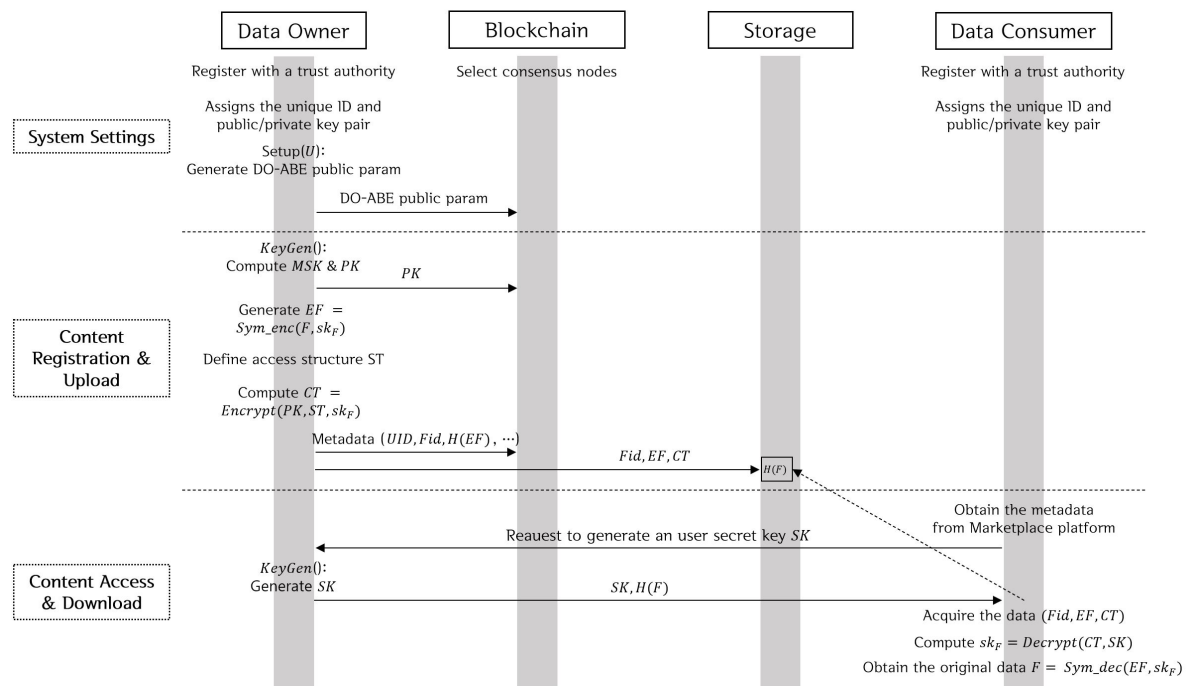 Data Owner
Blockchain
Storage
Data Consumer
Register with a trust authority
Select consensus nodes
Register with a trust authority
Assigns the unique ID and
public/private key pair
Assigns the unique ID and
public/private key pair
System Settings
Setup(U):
Generate DO-ABE public param
DO-ABE public param
KeyGen():
Compute MSK & PK
PK
Generate EF =
Sym_enc(F,sk_F)
Content
Registration &
Upload
Define access structure ST
Compute CT =
Encrypt(PK,ST,sk_F)
Metadata (UID,Fid,H(EF),⋯)
Fid,EF,CT
H(F)
Obtain the metadata
from Marketplace platform
Reauest to generate an user secret key SK
Content Access
& Download
KeyGen():
Generate SK
SK,H(F)
Acquire the data (Fid,EF,CT)
Compute sk_F = Decrypt(CT,SK)
Obtain the original data F = Sym_dec(EF,sk_F)